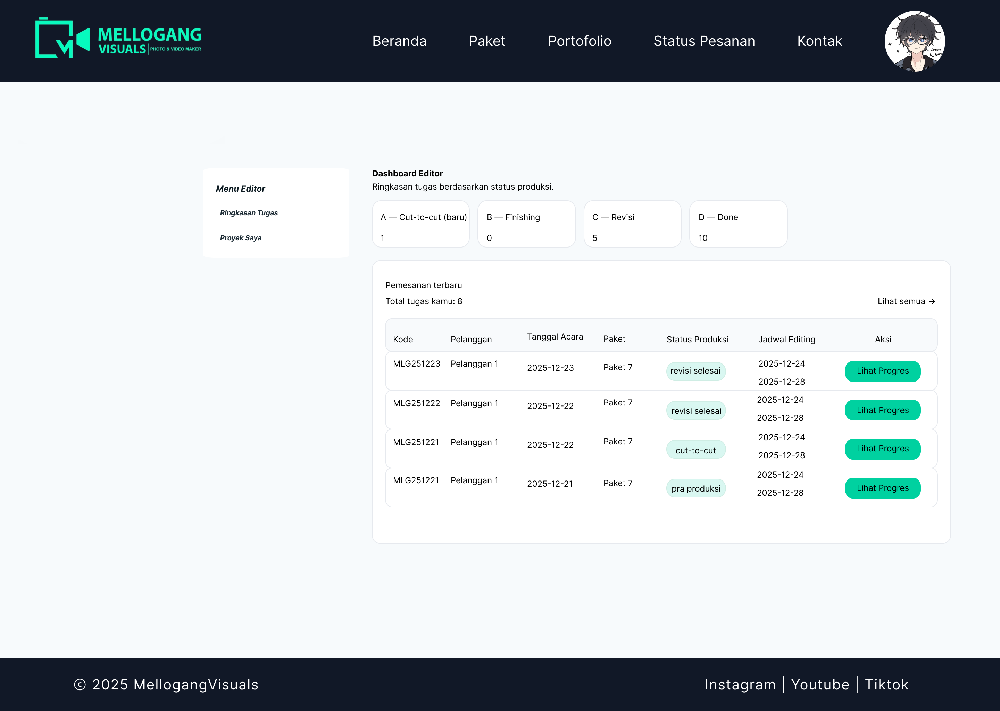 MELLOGANG
VISUALS | PHOTO & VIDEO MAKER
Beranda Paket Portofolio Status Pesanan Kontak
Jenius
Boy
Menu Editor
Ringkasan Tugas
Proyek Saya
Dashboard Editor
Ringkasan tugas berdasarkan status produksi.
A — Cut-to-cut (baru)
1
B — Finishing
0
C — Revisi
5
D — Done
10
Pemesanan terbaru
Total tugas kamu: 8
Lihat semua →
Kode Pelanggan Tanggal Acara Paket Status Produksi Jadwal Editing Aksi
MLG251223 Pelanggan 1 2025-12-23 Paket 7 revisi selesai 2025-12-24 Lihat Progres
2025-12-28
MLG251222 Pelanggan 1 2025-12-22 Paket 7 revisi selesai 2025-12-24 Lihat Progres
2025-12-28
MLG251221 Pelanggan 1 2025-12-22 Paket 7 cut-to-cut 2025-12-24 Lihat Progres
2025-12-28
MLG251221 Pelanggan 1 2025-12-21 Paket 7 pra produksi 2025-12-24 Lihat Progres
2025-12-28
© 2025 MellogangVisuals
Instagram | Youtube | Tiktok